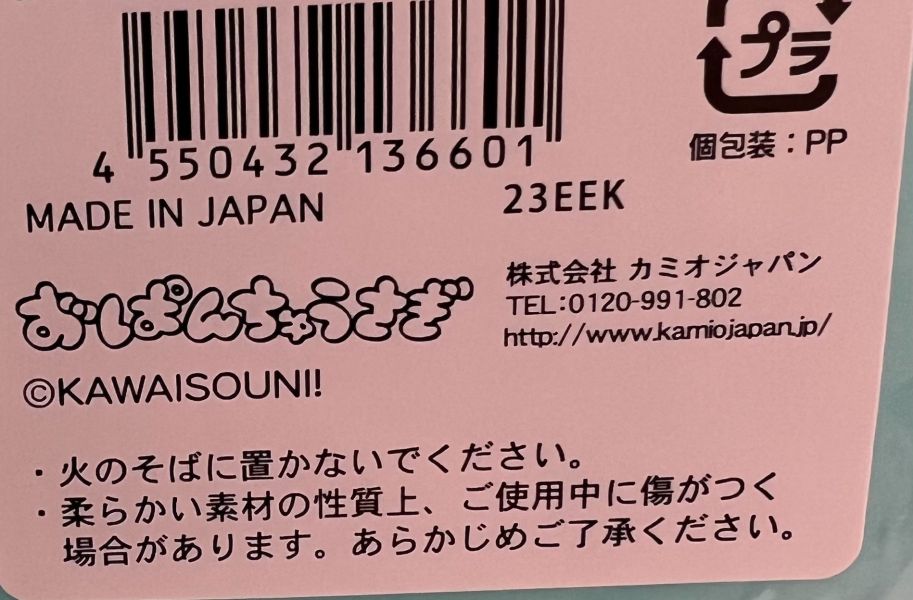 プラ
個包装：PP
4 550432 136601
MADE IN JAPAN
23EEK
おぱんちゅうさぎ
©KAWAISOUNI!
株式会社 カミオジャパン
TEL:0120-991-802
http://www.kamiojapan.jp/
・火のそばに置かないでください。
・柔らかい素材の性質上、ご使用中に傷がつく
場合があります。あらかじめご了承ください。